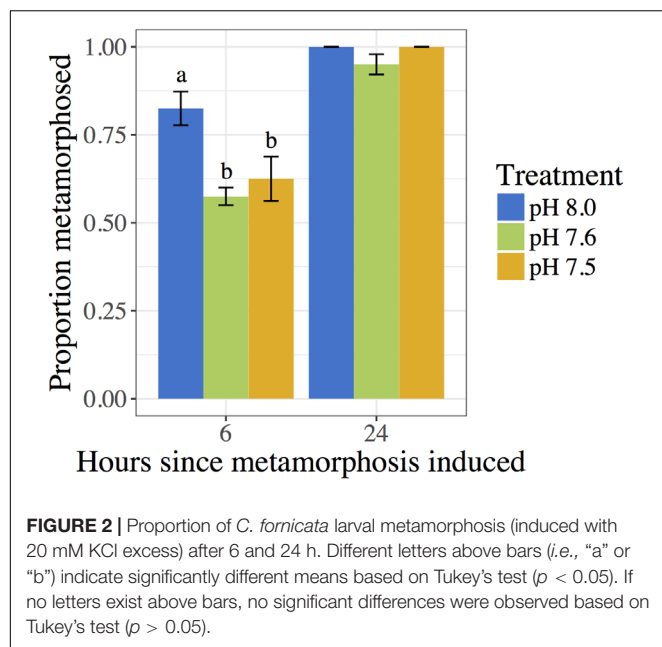 1.00
0.75
0.50
0.25
0.00
Proportion metamorphosed
a
b
b
6
24
Hours since metamorphosis induced
Treatment
pH 8.0
pH 7.6
pH 7.5
FIGURE 2 | Proportion of C. fornicata larval metamorphosis (induced with
20 mM KCl excess) after 6 and 24 h. Different letters above bars (i.e., “a” or
“b”) indicate significantly different means based on Tukey’s test (p < 0.05). If
no letters exist above bars, no significant differences were observed based on
Tukey’s test (p > 0.05).